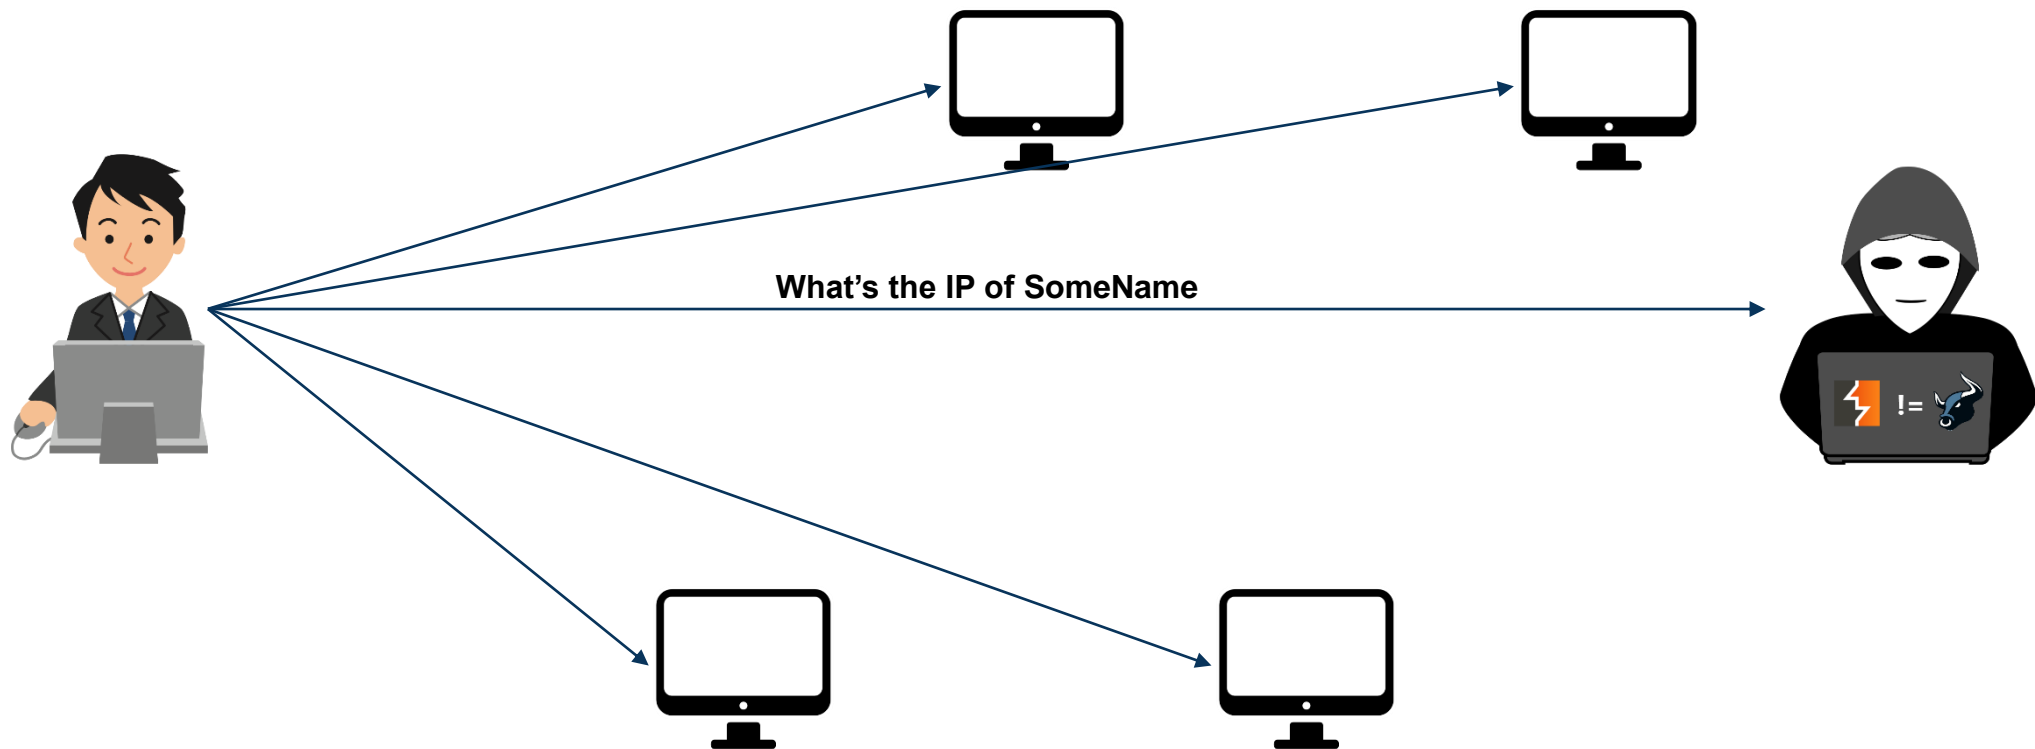 What’s the IP of SomeName
!=